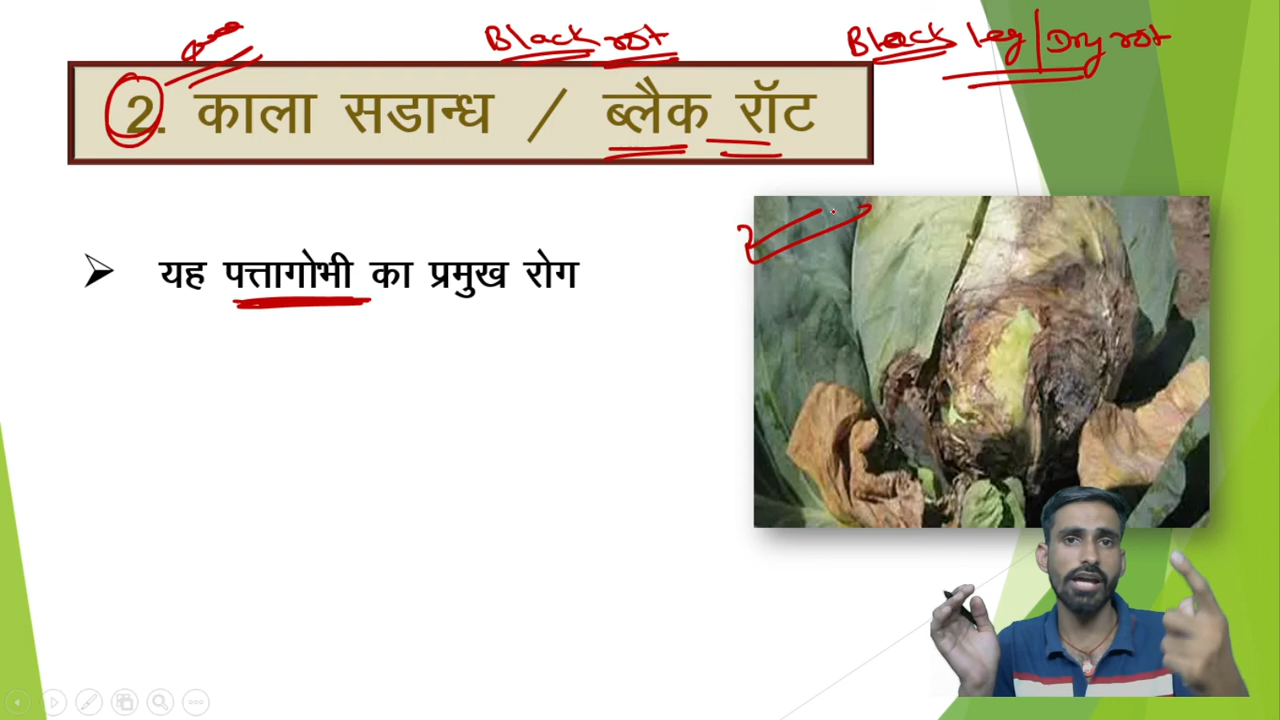 Black rot
Black leg / Dry rot
2. काला सडान्ध / ब्लैक रॉट
यह पत्तागोभी का प्रमुख रोग